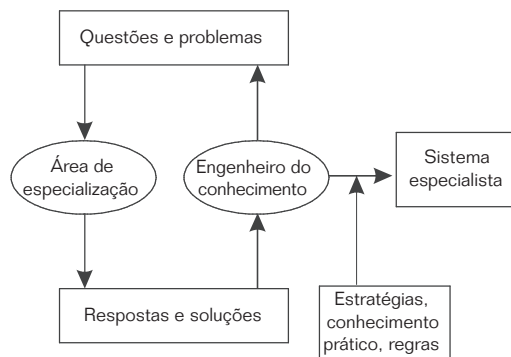 Questões e problemas
Área de
especialização
Engenheiro do
conhecimento
Sistema
especialista
Respostas e soluções
Estratégias,
conhecimento
prático, regras